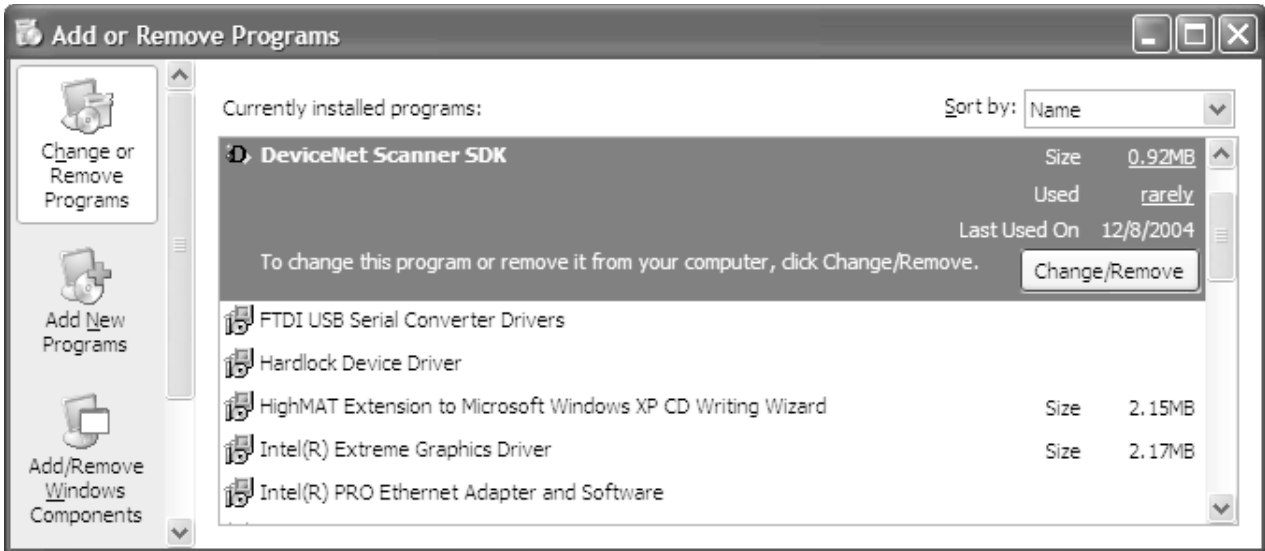 Add or Remove Programs
Change or
Remove
Programs
Add New
Programs
Add/Remove
Windows
Components
Currently installed programs:
Sort by: Name
DeviceNet Scanner SDK Size 0.92MB
Used rarely
Last Used On 12/8/2004
To change this program or remove it from your computer, click Change/Remove. Change/Remove
FTDI USB Serial Converter Drivers
Hardlock Device Driver
HighMAT Extension to Microsoft Windows XP CD Writing Wizard Size 2.15MB
Intel(R) Extreme Graphics Driver Size 2.17MB
Intel(R) PRO Ethernet Adapter and Software